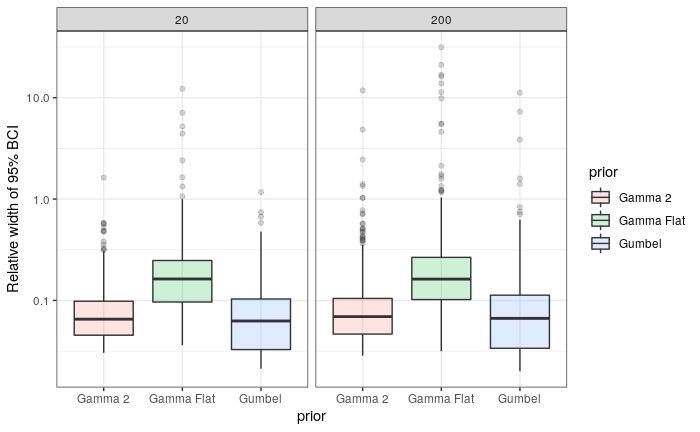 20
200
Relative width of 95% BCI
10.0
1.0
0.1
Gamma 2
Gamma Flat
Gumbel
Gamma 2
Gamma Flat
Gumbel
prior
prior
Gamma 2
Gamma Flat
Gumbel